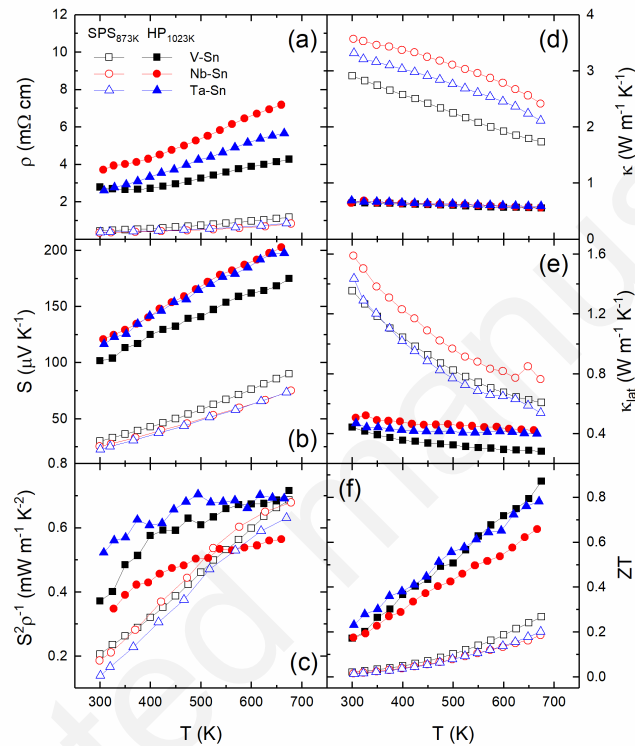 SPS873K HP1023K
V-Sn
Nb-Sn
Ta-Sn
(a)
12
10
8
6
4
2
ρ (mΩ cm)
(d)
4
3
2
1
0
κ (W m⁻¹ K⁻¹)
200
150
100
50
0.8
S (µV K⁻¹)
(b)
(e)
1.6
1.2
0.8
0.4
κlat (W m⁻¹ K⁻¹)
0.6
0.4
0.2
S²ρ⁻¹ (mW m⁻¹ K⁻²)
(c)
(f)
0.8
0.6
0.4
0.2
0.0
ZT
300 400 500 600 700
T (K)
300 400 500 600 700
T (K)